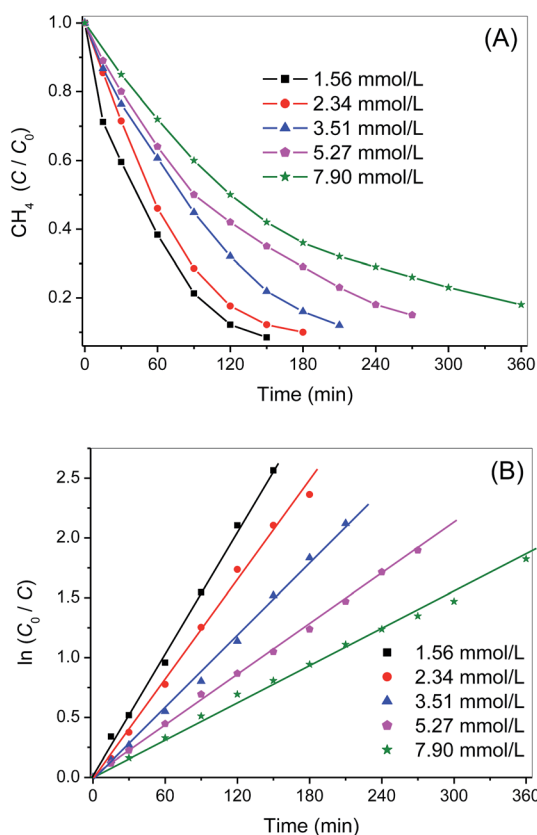 (A)
1.0
0.8
0.6
0.4
0.2
CH₄ (C / C₀)
1.56 mmol/L
2.34 mmol/L
3.51 mmol/L
5.27 mmol/L
7.90 mmol/L
0 60 120 180 240 300 360
Time (min)
(B)
2.5
2.0
1.5
1.0
0.5
0.0
ln (C₀ / C)
1.56 mmol/L
2.34 mmol/L
3.51 mmol/L
5.27 mmol/L
7.90 mmol/L
0 60 120 180 240 300 360
Time (min)